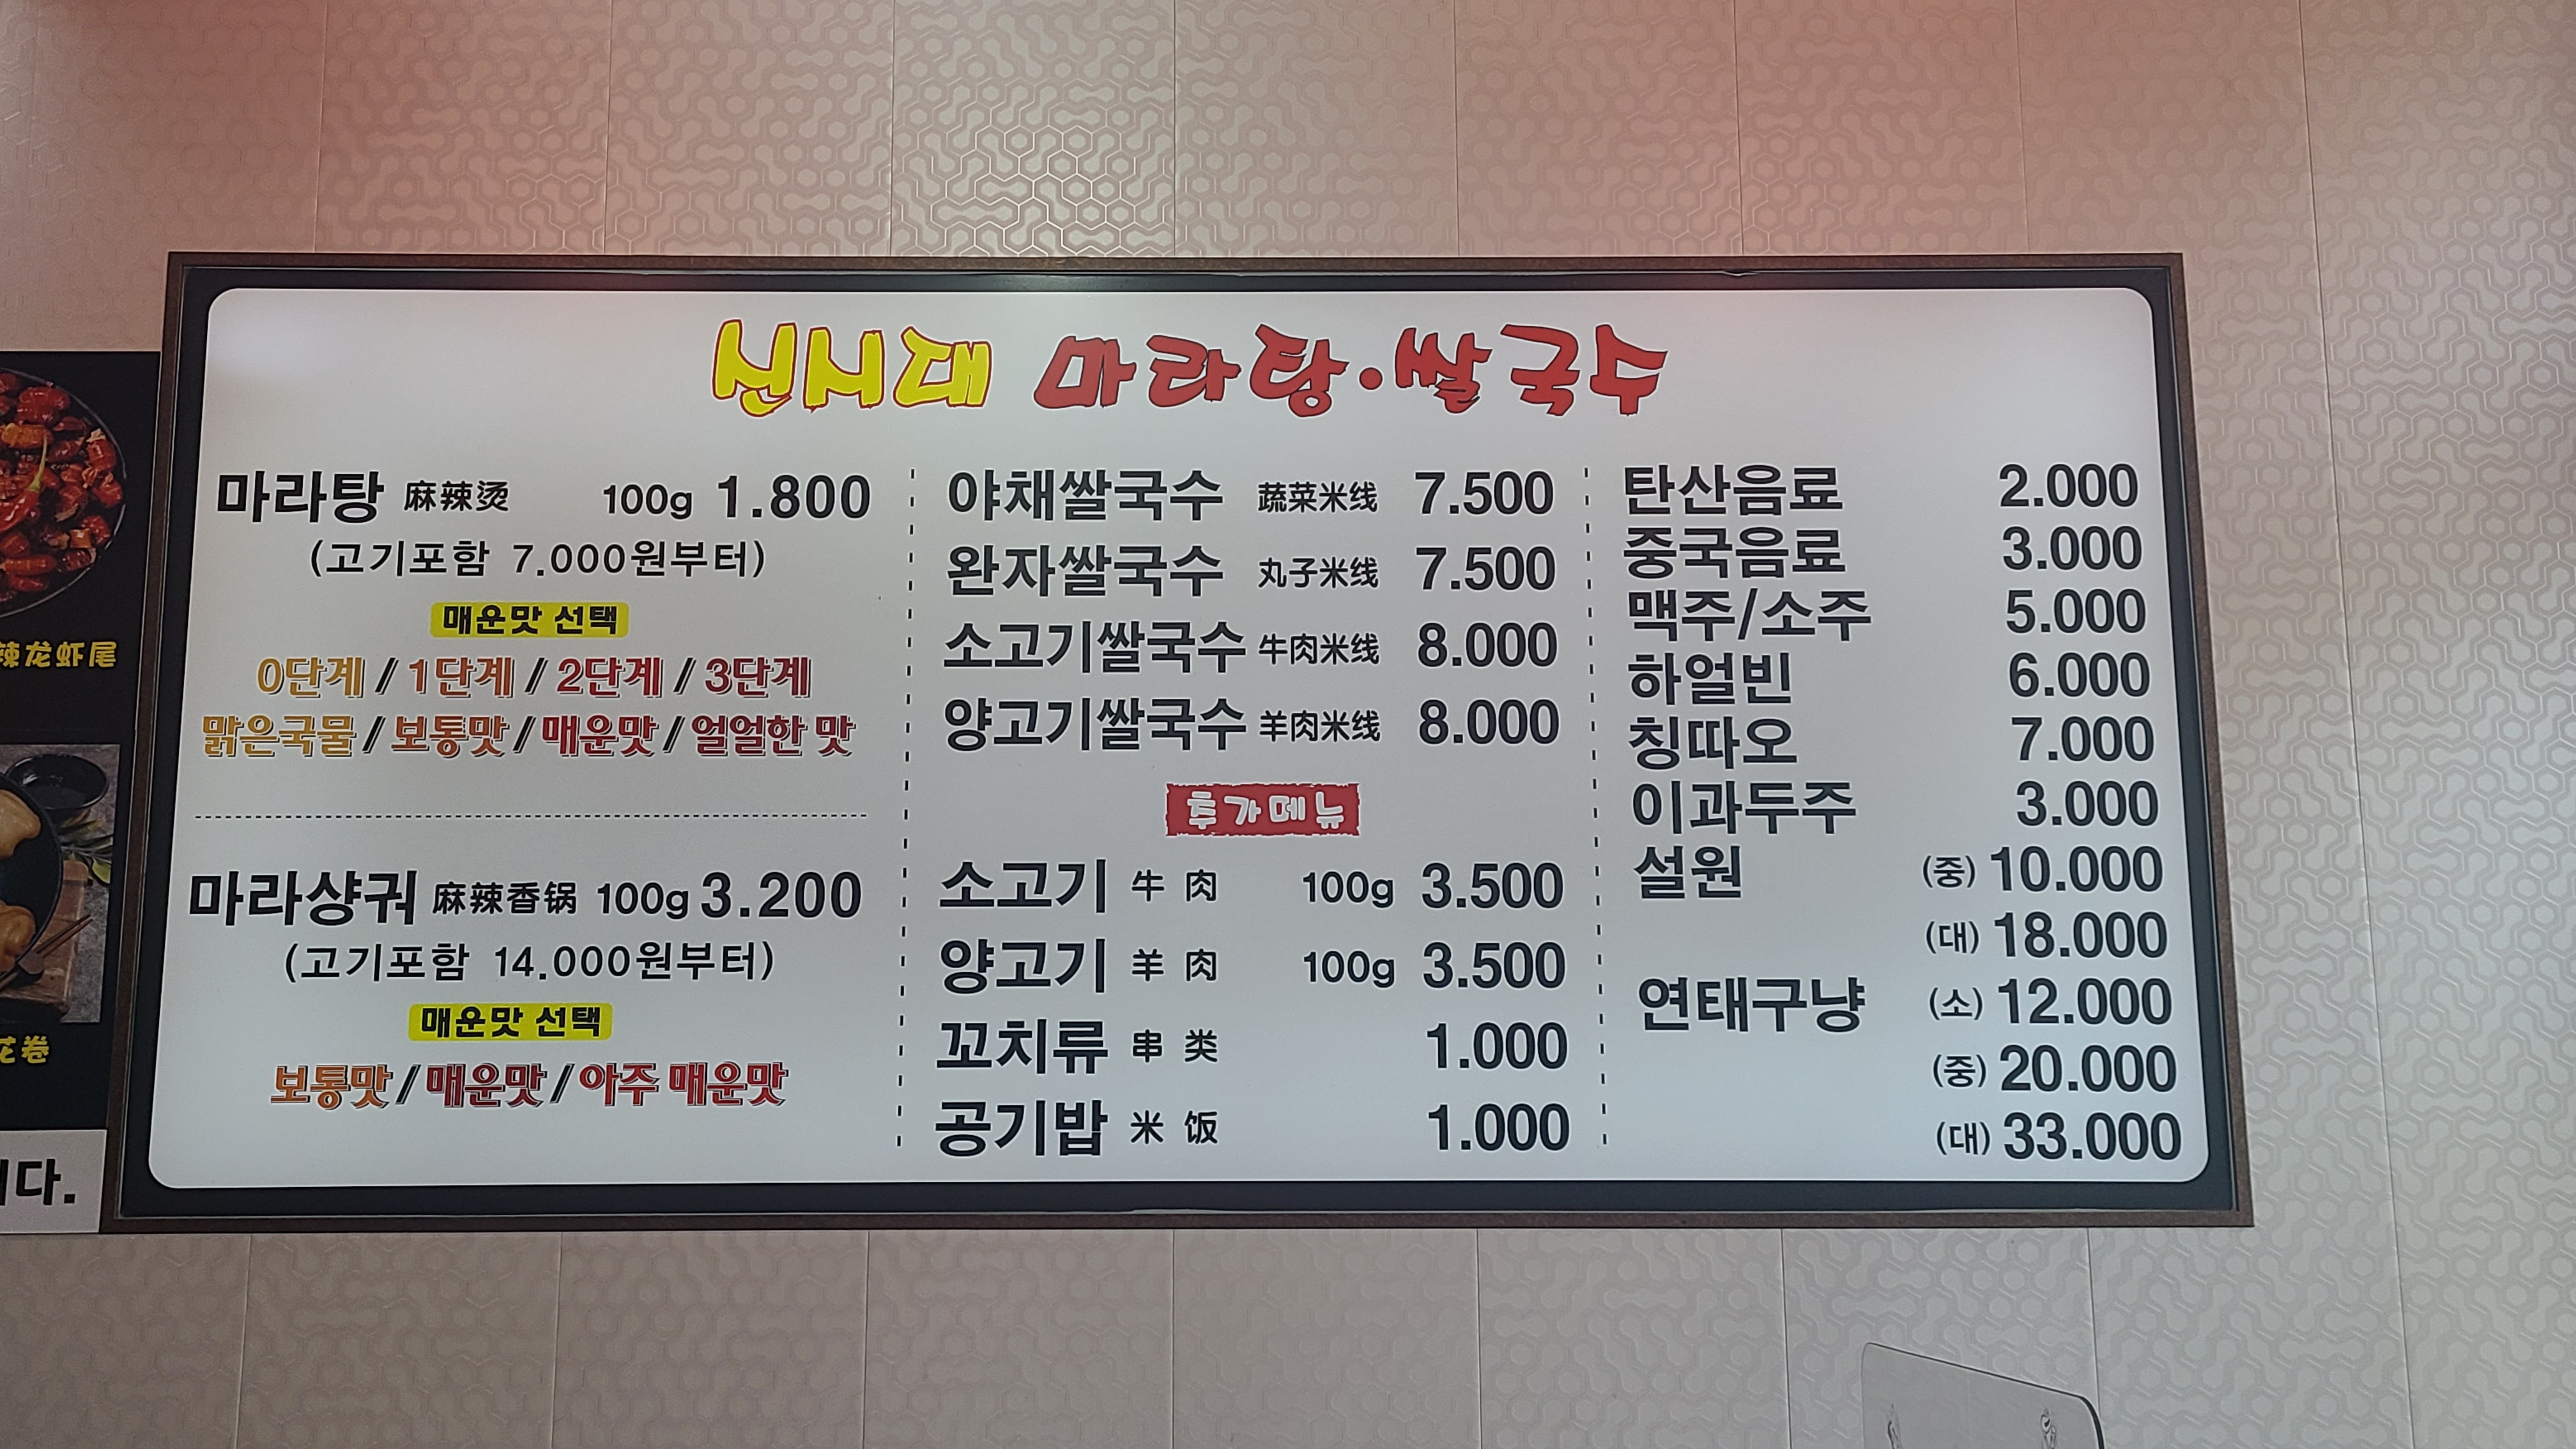 신시대 마라탕·쌀국수
마라탕 麻辣烫 100g 1.800
(고기포함 7.000원부터)
매운맛 선택
0단계 / 1단계 / 2단계 / 3단계
맑은국물 / 보통맛 / 매운맛 / 얼얼한 맛
마라샹궈 麻辣香锅 100g 3.200
(고기포함 14.000원부터)
매운맛 선택
보통맛 / 매운맛 / 아주 매운맛
야채쌀국수 蔬菜米线 7.500
완자쌀국수 丸子米线 7.500
소고기쌀국수 牛肉米线 8.000
양고기쌀국수 羊肉米线 8.000
추가메뉴
소고기 牛 肉 100g 3.500
양고기 羊 肉 100g 3.500
꼬치류 串 类 1.000
공기밥 米 饭 1.000
탄산음료 2.000
중국음료 3.000
맥주/소주 5.000
하얼빈 6.000
칭따오 7.000
이과두주 3.000
설원 (중) 10.000
(대) 18.000
연태구냥 (소) 12.000
(중) 20.000
(대) 33.000
辣龙虾尾
花卷
다.